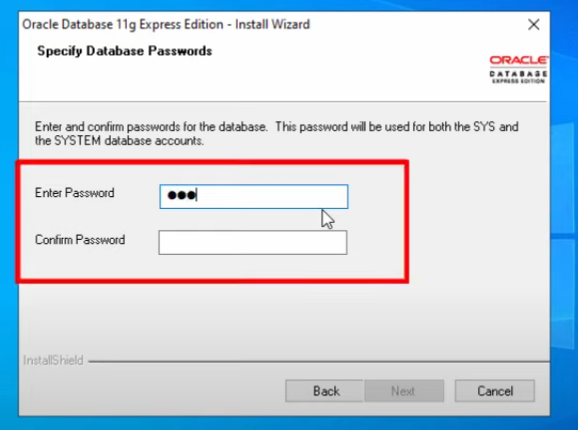 Oracle Database 11g Express Edition - Install Wizard
Specify Database Passwords
ORACLE
DATABASE
EXPRESS EDITION
Enter and confirm passwords for the database. This password will be used for both the SYS and
the SYSTEM database accounts.
Enter Password
Confirm Password
InstallShield
Back Next Cancel